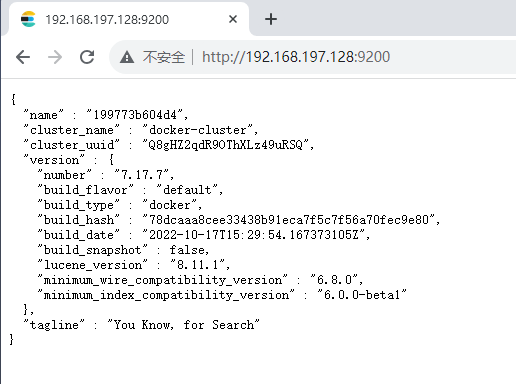 192.168.197.128:9200
不安全 | http://192.168.197.128:9200
{
  "name" : "199773b604d4",
  "cluster_name" : "docker-cluster",
  "cluster_uuid" : "Q8gHZ2qdR9OThXLz49uRSQ",
  "version" : {
    "number" : "7.17.7",
    "build_flavor" : "default",
    "build_type" : "docker",
    "build_hash" : "78dcaaa8cee33438b91eca7f5c7f56a70fec9e80",
    "build_date" : "2022-10-17T15:29:54.167373105Z",
    "build_snapshot" : false,
    "lucene_version" : "8.11.1",
    "minimum_wire_compatibility_version" : "6.8.0",
    "minimum_index_compatibility_version" : "6.0.0-beta1"
  },
  "tagline" : "You Know, for Search"
}